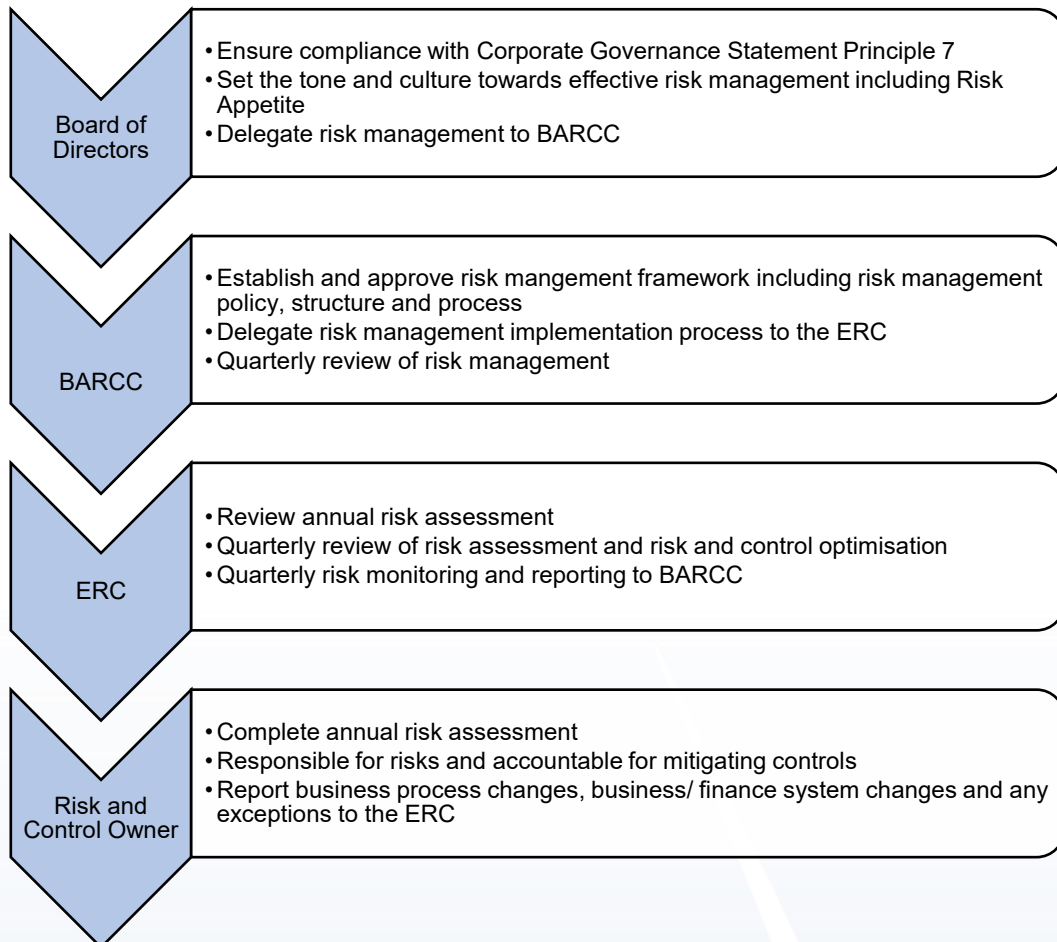 Board of
Directors
• Ensure compliance with Corporate Governance Statement Principle 7
• Set the tone and culture towards effective risk management including Risk
Appetite
• Delegate risk management to BARCC
BARCC
• Establish and approve risk mangement framework including risk management
policy, structure and process
• Delegate risk management implementation process to the ERC
• Quarterly review of risk management
ERC
• Review annual risk assessment
• Quarterly review of risk assessment and risk and control optimisation
• Quarterly risk monitoring and reporting to BARCC
Risk and
Control Owner
• Complete annual risk assessment
• Responsible for risks and accountable for mitigating controls
• Report business process changes, business/ finance system changes and any
exceptions to the ERC